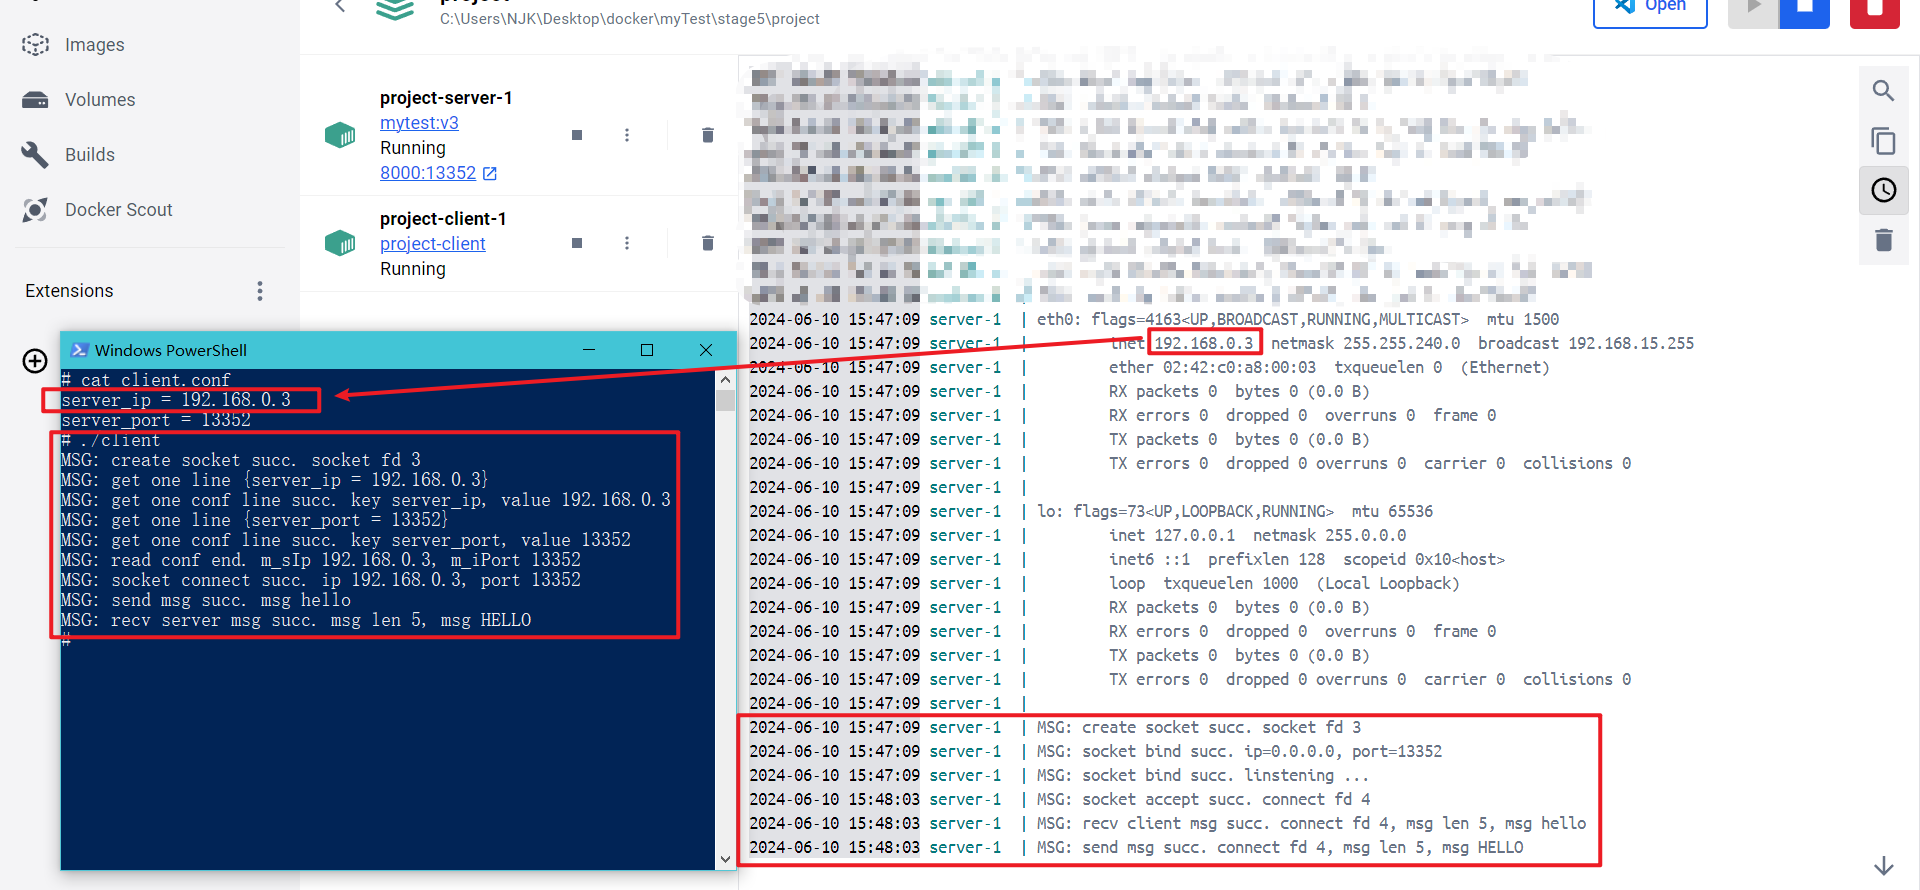 project
C:\Users\NJK\Desktop\docker\myTest\stage5\project
Open
Images
Volumes
Builds
Docker Scout
Extensions
project-server-1
mytest:v3
Running
8000:13352
project-client-1
project-client
Running
Windows PowerShell
# cat client.conf
server_ip = 192.168.0.3
server_port = 13352
# ./client
MSG: create socket succ. socket fd 3
MSG: get one line {server_ip = 192.168.0.3}
MSG: get one conf line succ. key server_ip, value 192.168.0.3
MSG: get one line {server_port = 13352}
MSG: get one conf line succ. key server_port, value 13352
MSG: read conf end. m_sIp 192.168.0.3, m_iPort 13352
MSG: socket connect succ. ip 192.168.0.3, port 13352
MSG: send msg succ. msg hello
MSG: recv server msg succ. msg len 5, msg HELLO
#
2024-06-10 15:47:09 server-1 | eth0: flags=4163<UP,BROADCAST,RUNNING,MULTICAST> mtu 1500
2024-06-10 15:47:09 server-1 | inet 192.168.0.3 netmask 255.255.240.0 broadcast 192.168.15.255
2024-06-10 15:47:09 server-1 | ether 02:42:c0:a8:00:03 txqueuelen 0 (Ethernet)
2024-06-10 15:47:09 server-1 | RX packets 0 bytes 0 (0.0 B)
2024-06-10 15:47:09 server-1 | RX errors 0 dropped 0 overruns 0 frame 0
2024-06-10 15:47:09 server-1 | TX packets 0 bytes 0 (0.0 B)
2024-06-10 15:47:09 server-1 | TX errors 0 dropped 0 overruns 0 carrier 0 collisions 0
2024-06-10 15:47:09 server-1 |
2024-06-10 15:47:09 server-1 | lo: flags=73<UP,LOOPBACK,RUNNING> mtu 65536
2024-06-10 15:47:09 server-1 | inet 127.0.0.1 netmask 255.0.0.0
2024-06-10 15:47:09 server-1 | inet6 ::1 prefixlen 128 scopeid 0x10<host>
2024-06-10 15:47:09 server-1 | loop txqueuelen 1000 (Local Loopback)
2024-06-10 15:47:09 server-1 | RX packets 0 bytes 0 (0.0 B)
2024-06-10 15:47:09 server-1 | RX errors 0 dropped 0 overruns 0 frame 0
2024-06-10 15:47:09 server-1 | TX packets 0 bytes 0 (0.0 B)
2024-06-10 15:47:09 server-1 | TX errors 0 dropped 0 overruns 0 carrier 0 collisions 0
2024-06-10 15:47:09 server-1 |
2024-06-10 15:47:09 server-1 | MSG: create socket succ. socket fd 3
2024-06-10 15:47:09 server-1 | MSG: socket bind succ. ip=0.0.0.0, port=13352
2024-06-10 15:47:09 server-1 | MSG: socket bind succ. linstening ...
2024-06-10 15:48:03 server-1 | MSG: socket accept succ. connect fd 4
2024-06-10 15:48:03 server-1 | MSG: recv client msg succ. connect fd 4, msg len 5, msg hello
2024-06-10 15:48:03 server-1 | MSG: send msg succ. connect fd 4, msg len 5, msg HELLO